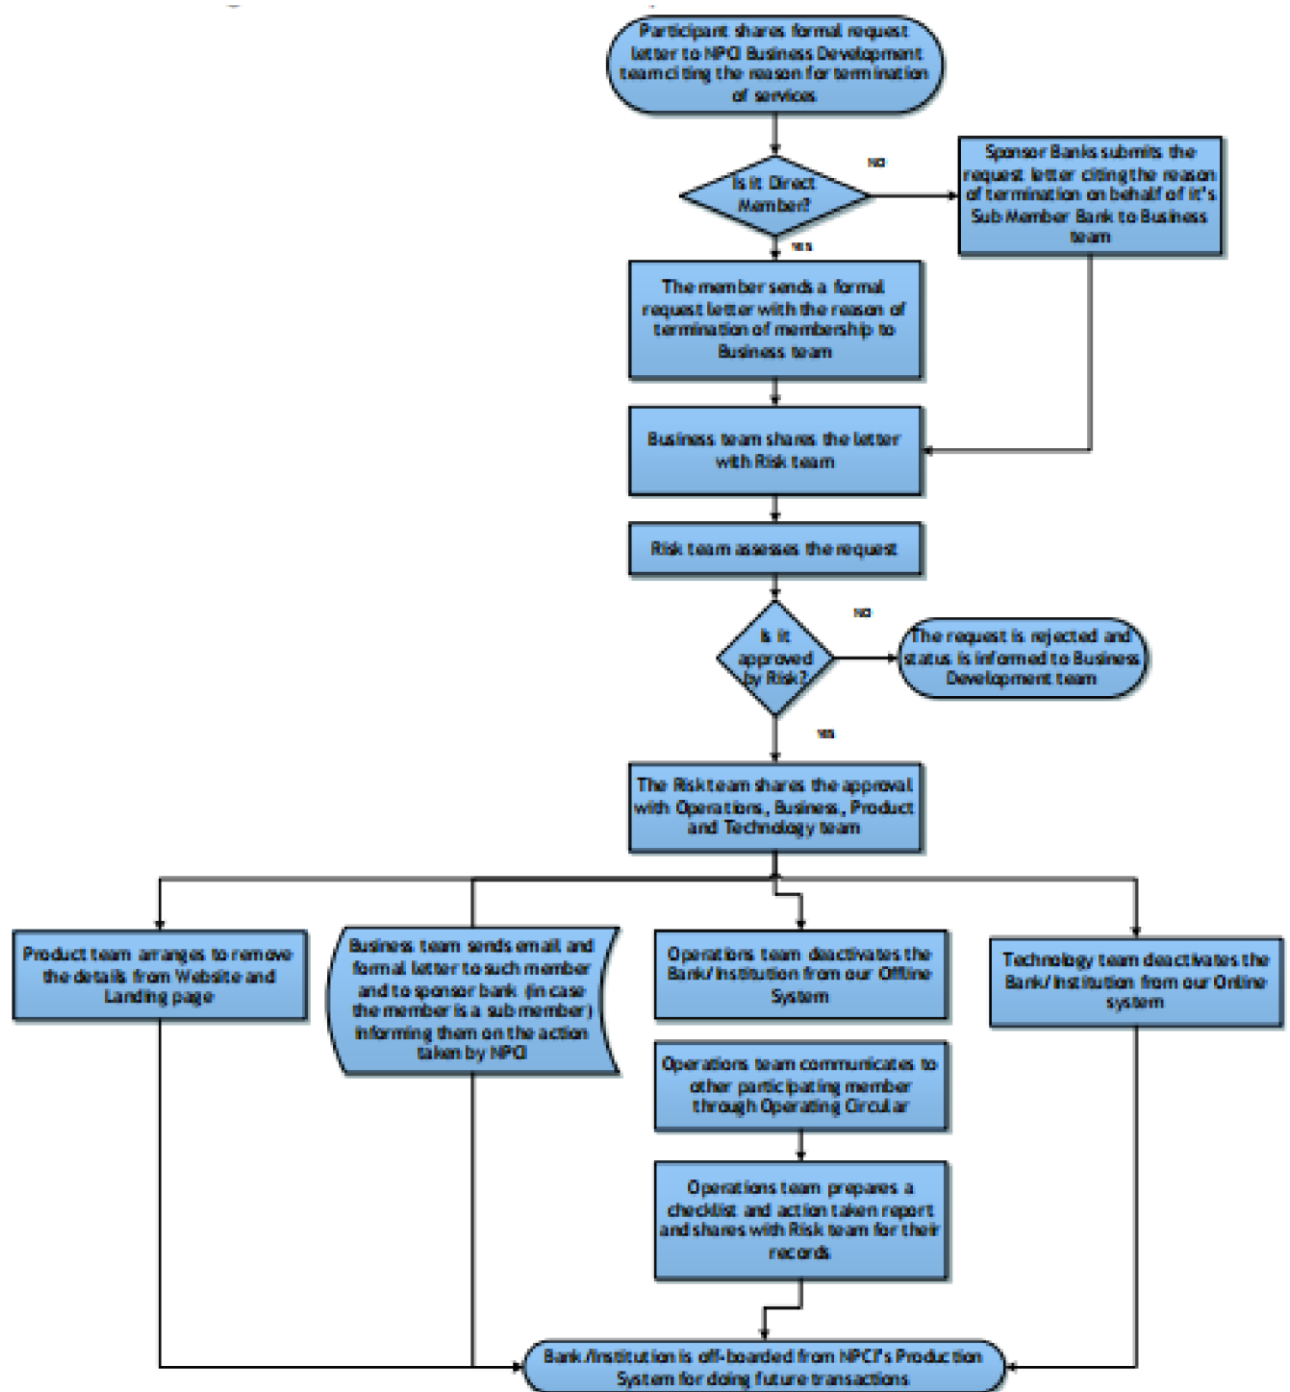 Participant shares formal request
letter to NPCI Business Development
team citing the reason for termination
of services
Is it Direct
Member?
NO
Sponsor Banks submits the
request letter citing the reason
of termination on behalf of it's
Sub Member Bank to Business
team
YES
The member sends a formal
request letter with the reason of
termination of membership to
Business team
Business team shares the letter
with Risk team
Risk team assesses the request
Is it
approved
by Risk?
NO
The request is rejected and
status is informed to Business
Development team
YES
The Risk team shares the approval
with Operations, Business, Product
and Technology team
Product team arranges to remove
the details from Website and
Landing page
Business team sends email and
formal letter to such member
and to sponsor bank (in case
the member is a sub member)
informing them on the action
taken by NPCI
Operations team deactivates the
Bank/Institution from our Offline
System
Technology team deactivates the
Bank/Institution from our Online
system
Operations team communicates to
other participating member
through Operating Circular
Operations team prepares a
checklist and action taken report
and shares with Risk team for their
records
Bank/Institution is off-boarded from NPCI's Production
System for doing future transactions